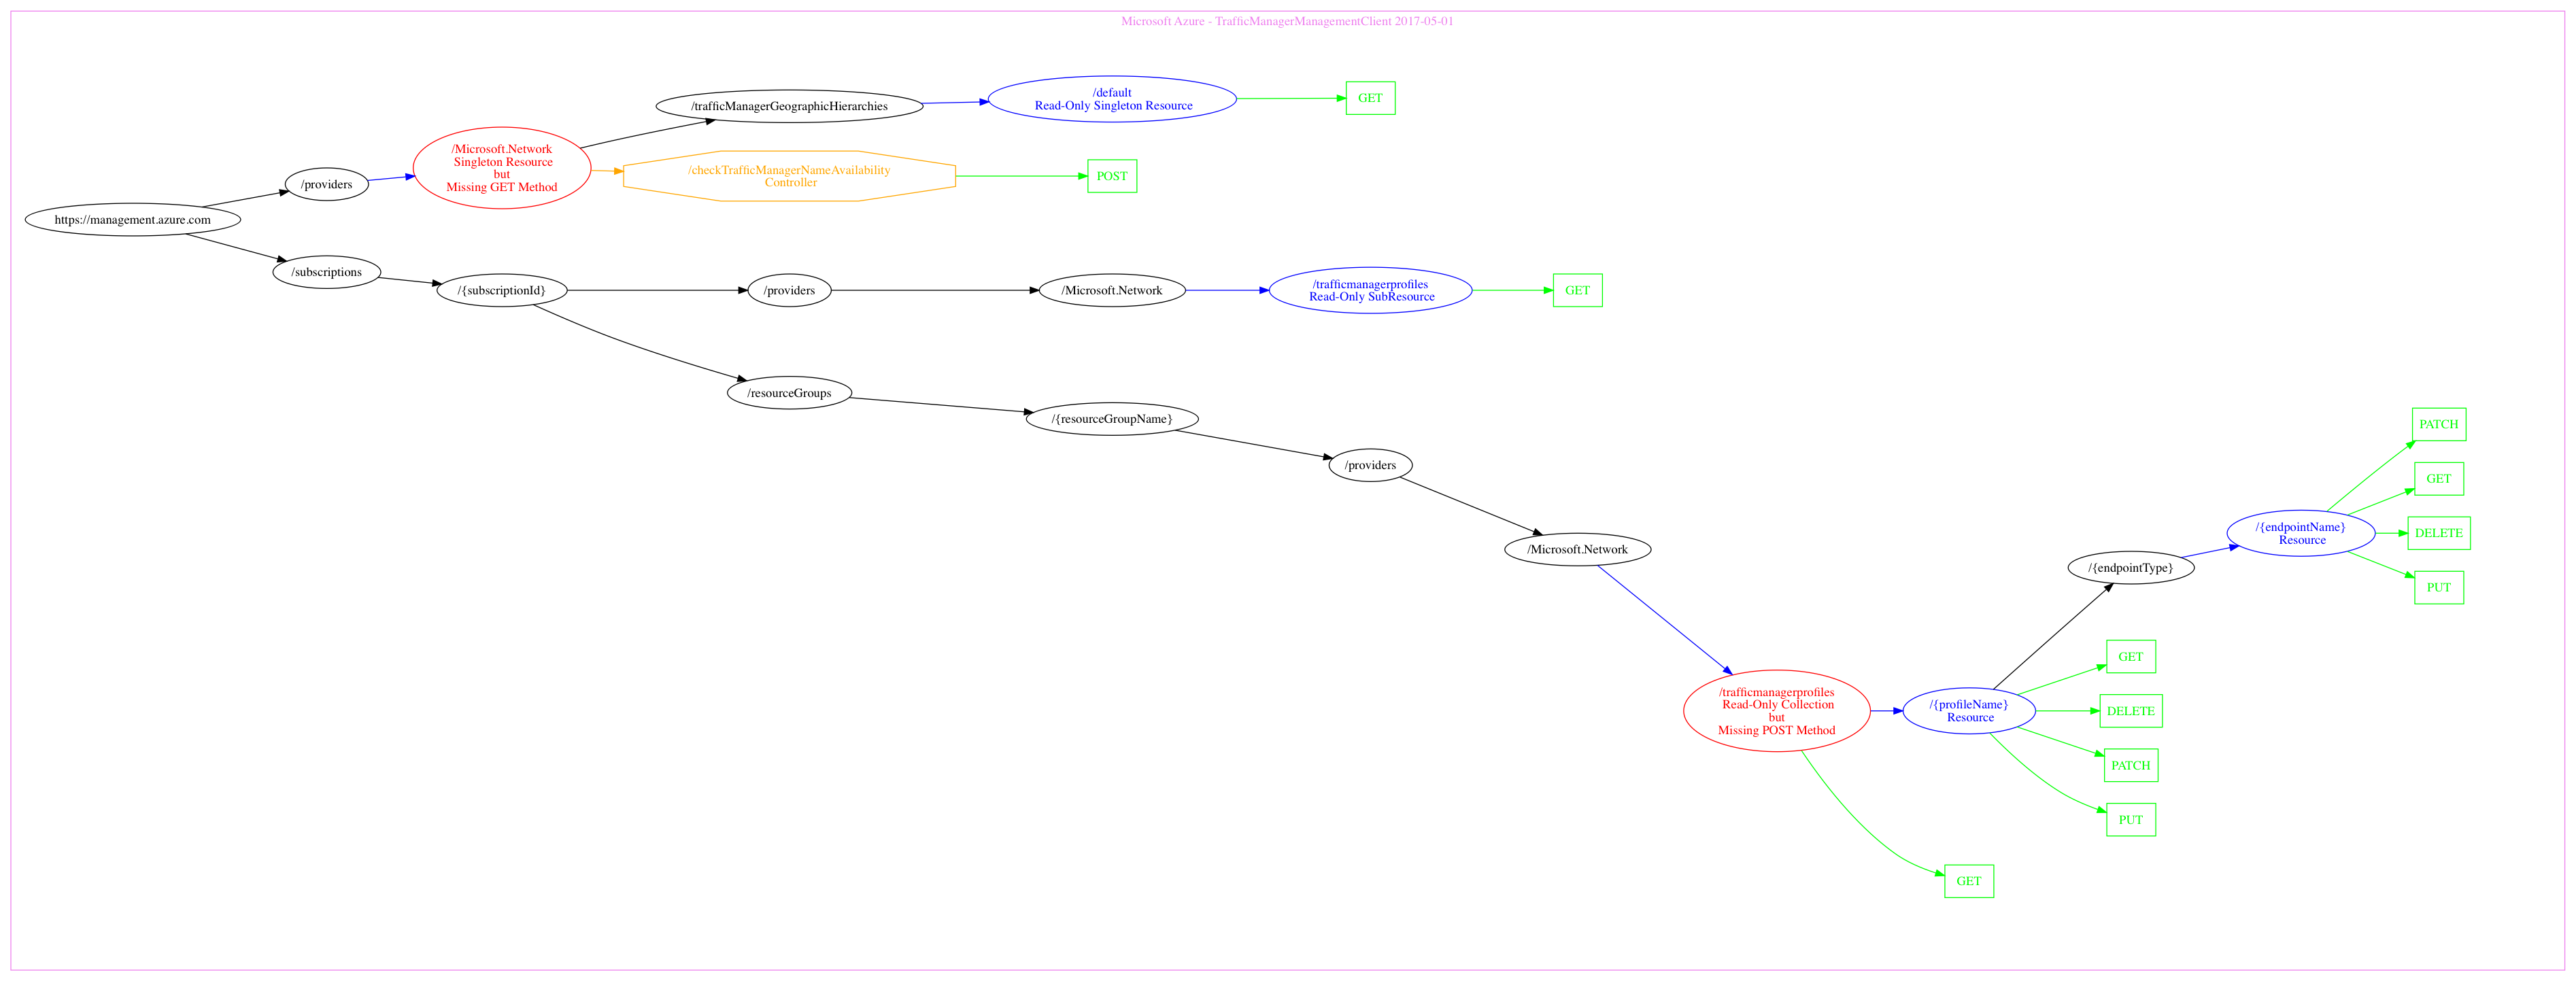 Microsoft Azure - TrafficManagerManagementClient 2017-05-01
https://management.azure.com
/providers
/Microsoft.Network
Singleton Resource
but
Missing GET Method
/trafficManagerGeographicHierarchies
/default
Read-Only Singleton Resource
GET
/checkTrafficManagerNameAvailability
Controller
POST
/subscriptions
/{subscriptionId}
/providers
/Microsoft.Network
/trafficmanagerprofiles
Read-Only SubResource
GET
/resourceGroups
/{resourceGroupName}
/providers
/Microsoft.Network
/trafficmanagerprofiles
Read-Only Collection
but
Missing POST Method
/{profileName}
Resource
/{endpointType}
/{endpointName}
Resource
PATCH
GET
DELETE
PUT
GET
DELETE
PATCH
PUT
GET